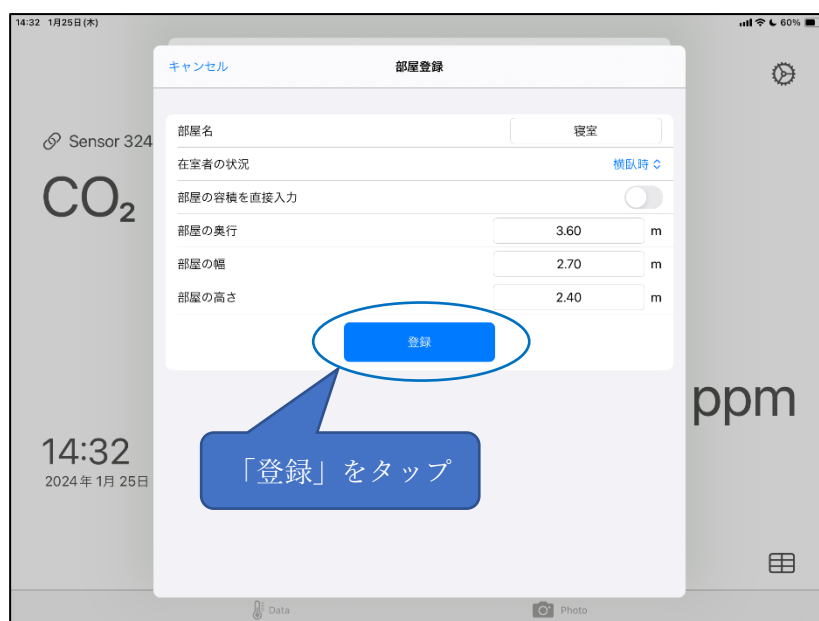 14:32 1月25日(木)
60%
キャンセル
部屋登録
Sensor 324
部屋名
寝室
在室者の状況
横臥時
CO₂
部屋の容積を直接入力
部屋の奥行
3.60 m
部屋の幅
2.70 m
部屋の高さ
2.40 m
登録
ppm
「登録」をタップ
14:32
2024年1月25日
Data
Photo